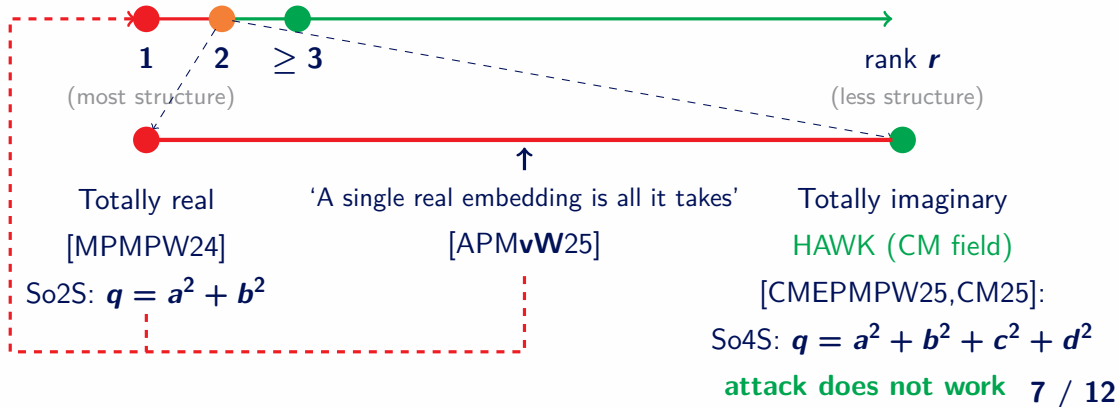 1 2 ≥ 3 rank r
(most structure) (less structure)
Totally real
[MPMPW24]
So2S: q = a² + b²
'A single real embedding is all it takes'
[APMvW25]
Totally imaginary
HAWK (CM field)
[CMEPMPW25,CM25]:
So4S: q = a² + b² + c² + d²
attack does not work
7 / 12